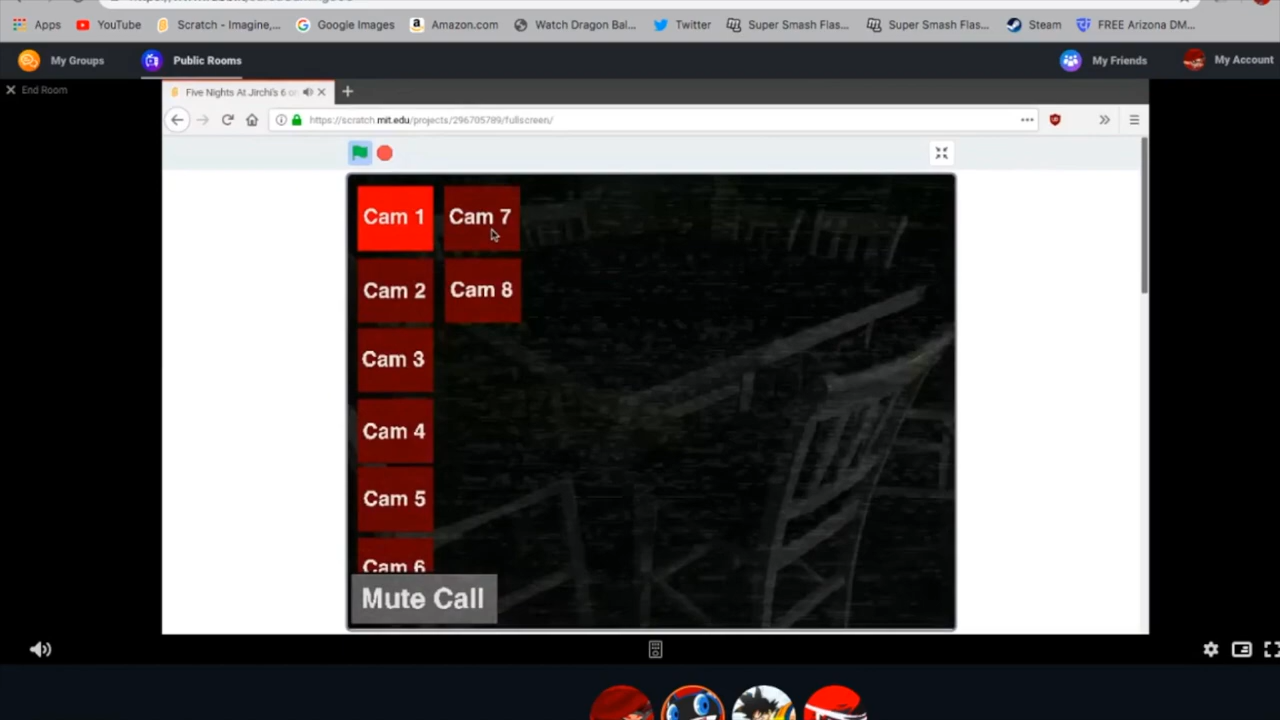 Apps YouTube Scratch - Imagine,... Google Images Amazon.com Watch Dragon Bal... Twitter Super Smash Flas... Super Smash Flas... Steam FREE Arizona DM...
My Groups Public Rooms My Friends My Account
End Room
Five Nights At Jirchi's 6 on
https://scratch.mit.edu/projects/296705789/fullscreen/
Cam 1 Cam 7
Cam 2 Cam 8
Cam 3
Cam 4
Cam 5
Cam 6
Mute Call